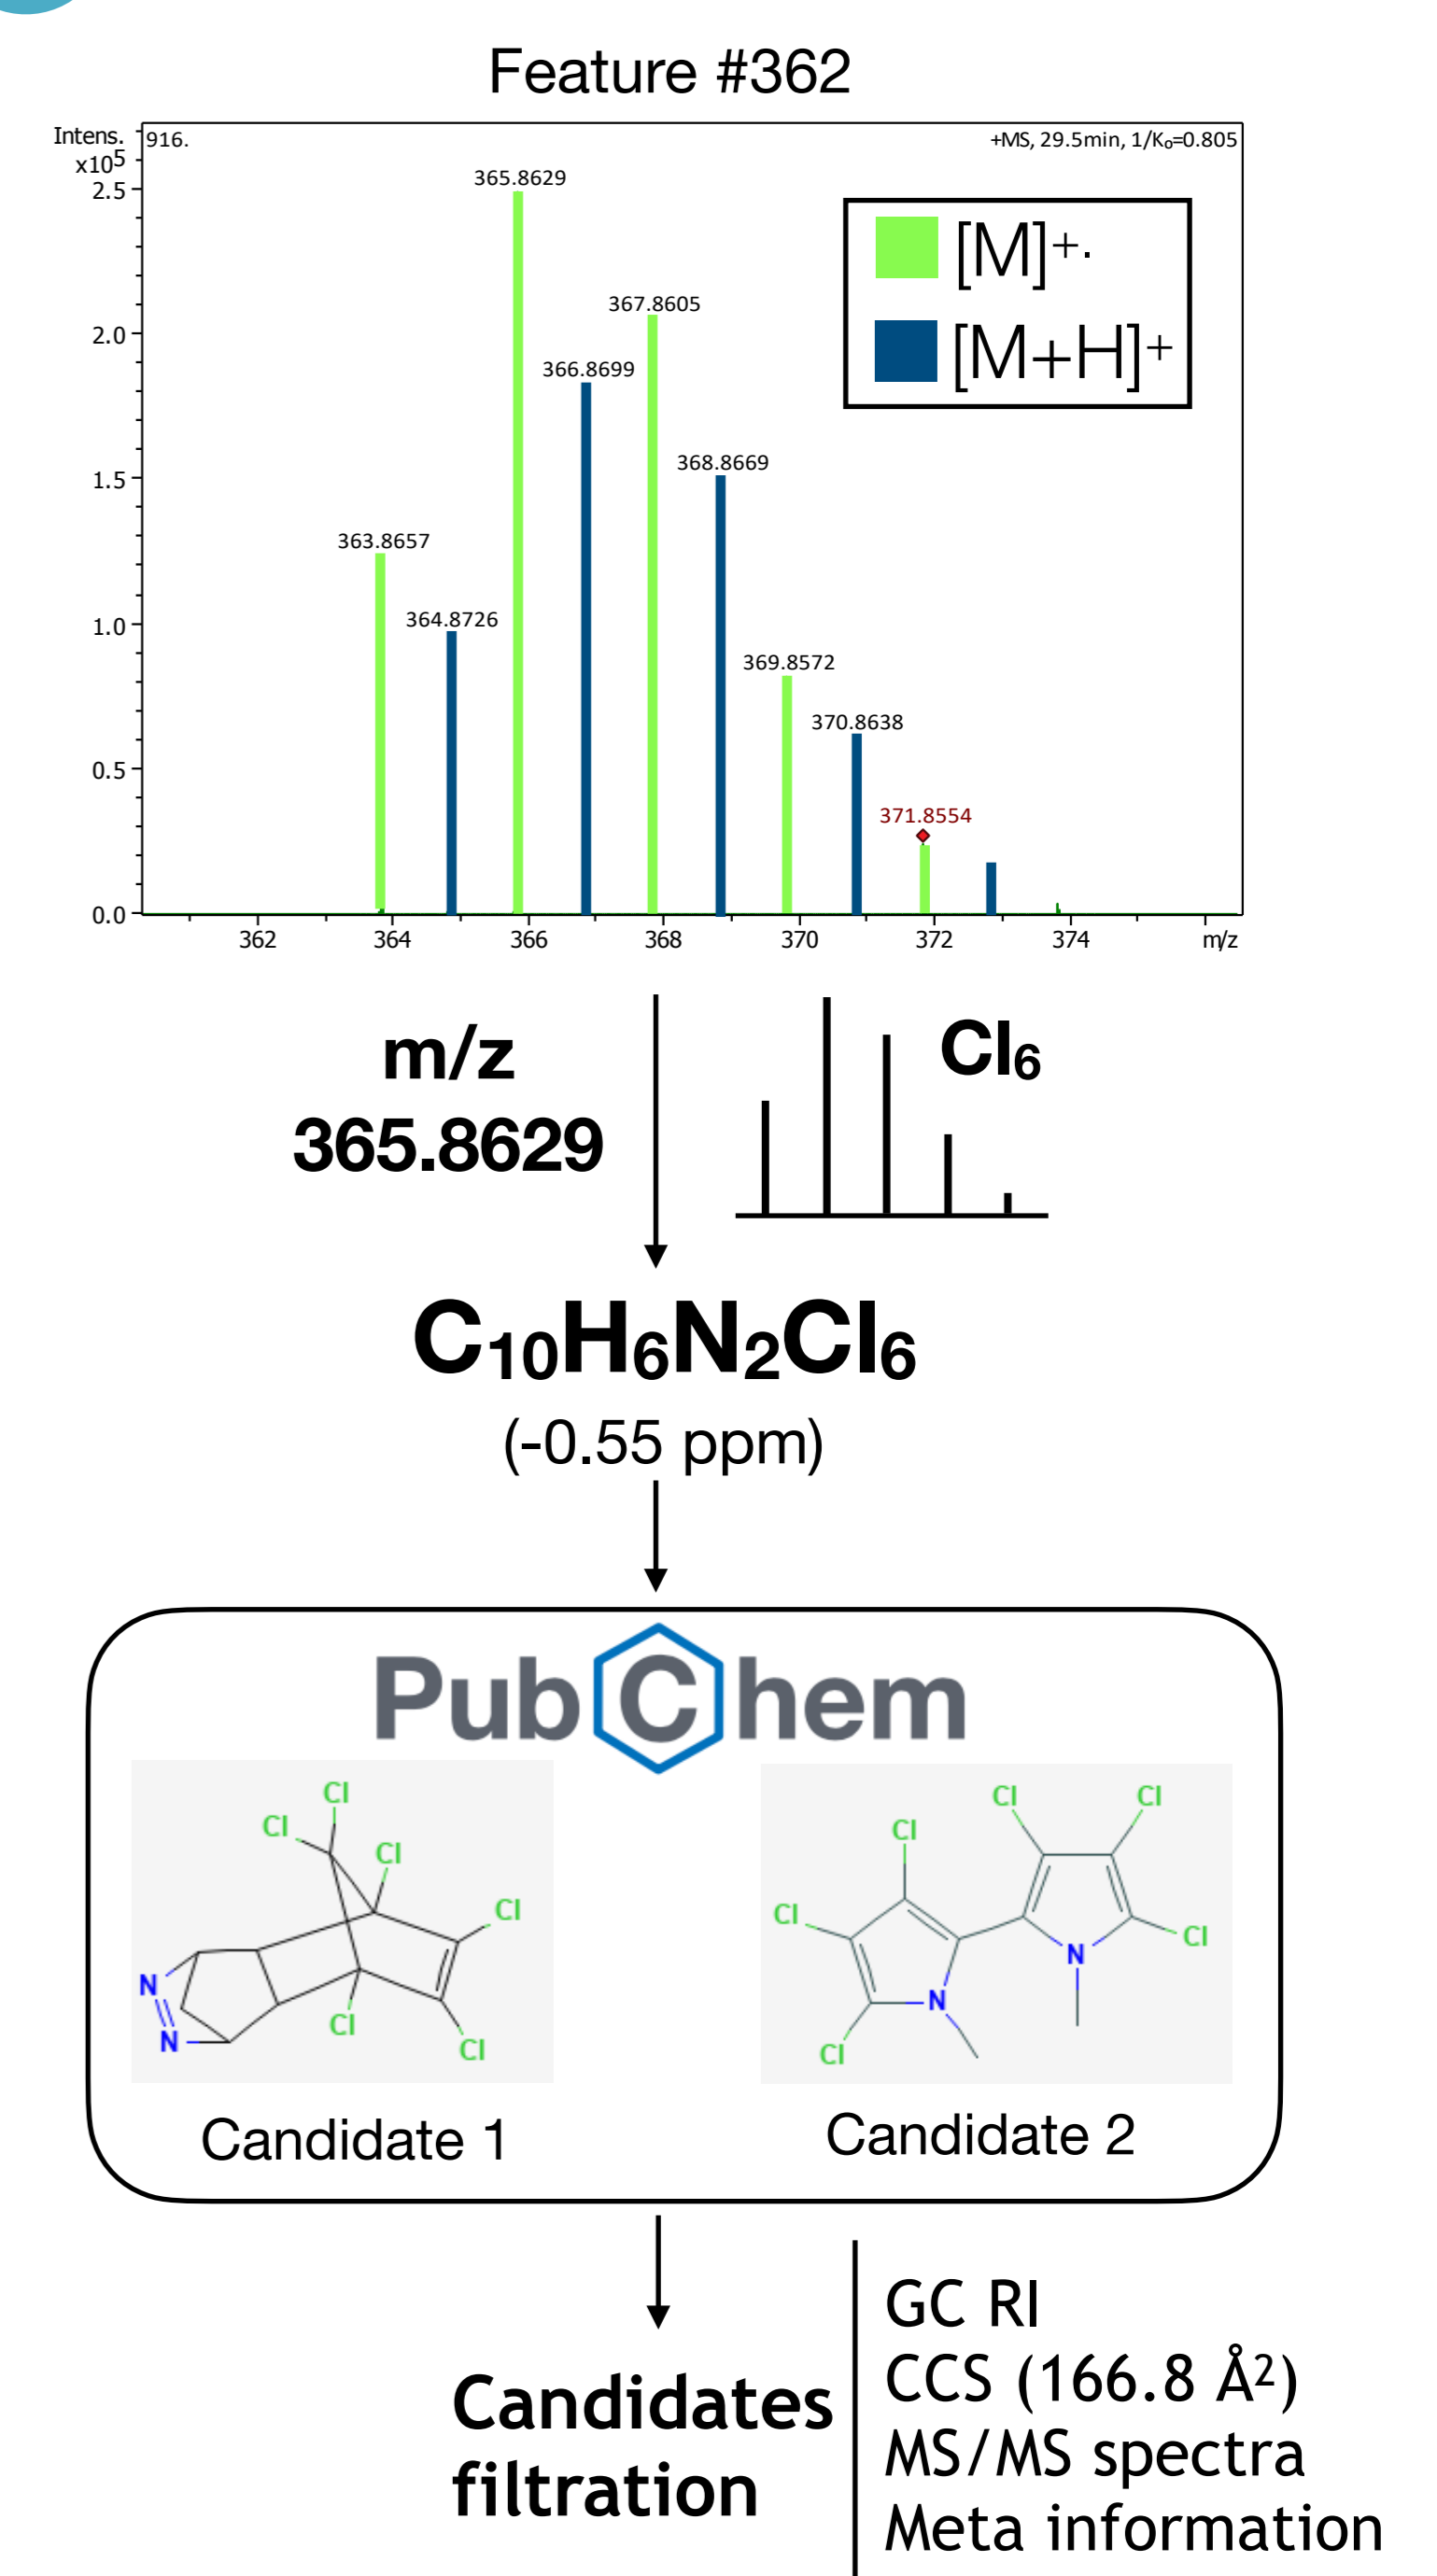 Feature #362
Intens.
x10⁵
916.
+MS, 29.5min, 1/K₀=0.805
2.5
2.0
1.5
1.0
0.5
0.0
365.8629
367.8605
366.8699
368.8669
363.8657
364.8726
369.8572
370.8638
371.8554
[M]⁺·
[M+H]⁺
362 364 366 368 370 372 374 m/z
m/z
365.8629
Cl₆
C₁₀H₆N₂Cl₆
(-0.55 ppm)
PubChem
Cl
Cl
Cl
Cl
N
N
Cl
Cl
Cl
Cl
Cl
Cl
Cl
N
N
Cl
Candidate 1
Candidate 2
Candidates
filtration
GC RI
CCS (166.8 Å²)
MS/MS spectra
Meta information